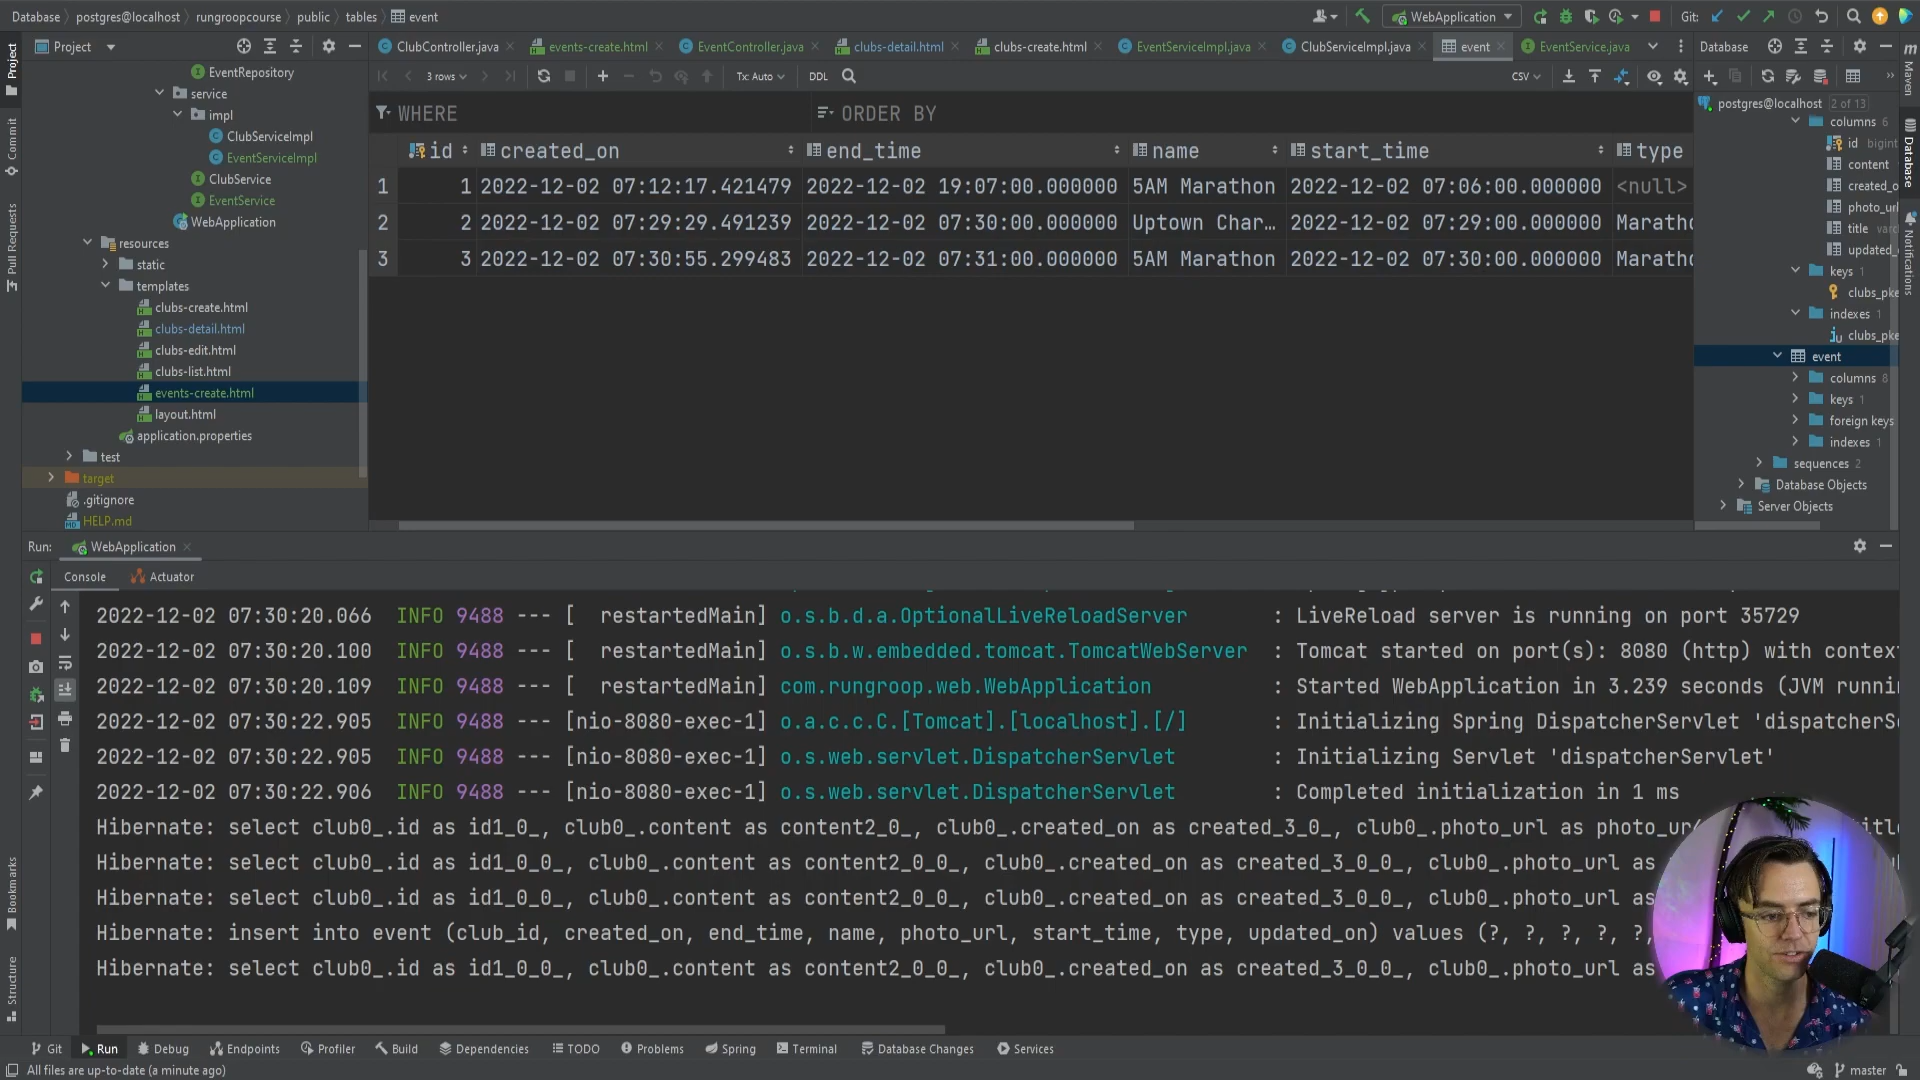 Database postgres@localhost rungroopcourse public tables event
WebApplication Git:
Project
ClubController.java events-create.html EventController.java clubs-detail.html clubs-create.html EventServiceImpl.java ClubServiceImpl.java event EventService.java
Database
3 rows Tx: Auto DDL CSV
WHERE ORDER BY
id created_on end_time name start_time type
1 1 2022-12-02 07:12:17.421479 2022-12-02 19:07:00.000000 5AM Marathon 2022-12-02 07:06:00.000000 <null>
2 2 2022-12-02 07:29:29.491239 2022-12-02 07:30:00.000000 Uptown Char… 2022-12-02 07:29:00.000000 Maratho
3 3 2022-12-02 07:30:55.299483 2022-12-02 07:31:00.000000 5AM Marathon 2022-12-02 07:30:00.000000 Maratho
EventRepository
service
impl
ClubServiceImpl
EventServiceImpl
ClubService
EventService
WebApplication
resources
static
templates
clubs-create.html
clubs-detail.html
clubs-edit.html
clubs-list.html
events-create.html
layout.html
application.properties
test
target
.gitignore
HELP.md
postgres@localhost 2 of 13
columns 6
id bigint
content
created_o
photo_url
title varc
updated_
keys 1
clubs_pke
indexes 1
clubs_pke
event
columns 8
keys 1
foreign keys
indexes 1
sequences 2
Database Objects
Server Objects
Project
Commit
Pull Requests
Bookmarks
Structure
Maven
Database
Notifications
Run: WebApplication
Console Actuator
2022-12-02 07:30:20.066 INFO 9488 --- [ restartedMain] o.s.b.d.a.OptionalLiveReloadServer : LiveReload server is running on port 35729
2022-12-02 07:30:20.100 INFO 9488 --- [ restartedMain] o.s.b.w.embedded.tomcat.TomcatWebServer : Tomcat started on port(s): 8080 (http) with contex
2022-12-02 07:30:20.109 INFO 9488 --- [ restartedMain] com.rungroop.web.WebApplication : Started WebApplication in 3.239 seconds (JVM runni
2022-12-02 07:30:22.905 INFO 9488 --- [nio-8080-exec-1] o.a.c.c.C.[Tomcat].[localhost].[/] : Initializing Spring DispatcherServlet 'dispatcherS
2022-12-02 07:30:22.905 INFO 9488 --- [nio-8080-exec-1] o.s.web.servlet.DispatcherServlet : Initializing Servlet 'dispatcherServlet'
2022-12-02 07:30:22.906 INFO 9488 --- [nio-8080-exec-1] o.s.web.servlet.DispatcherServlet : Completed initialization in 1 ms
Hibernate: select club0_.id as id1_0_, club0_.content as content2_0_, club0_.created_on as created_3_0_, club0_.photo_url as photo_ur
Hibernate: select club0_.id as id1_0_0_, club0_.content as content2_0_0_, club0_.created_on as created_3_0_0_, club0_.photo_url as
Hibernate: select club0_.id as id1_0_0_, club0_.content as content2_0_0_, club0_.created_on as created_3_0_0_, club0_.photo_url as
Hibernate: insert into event (club_id, created_on, end_time, name, photo_url, start_time, type, updated_on) values (?, ?, ?, ?, ?,
Hibernate: select club0_.id as id1_0_0_, club0_.content as content2_0_0_, club0_.created_on as created_3_0_0_, club0_.photo_url as
Git Run Debug Endpoints Profiler Build Dependencies TODO Problems Spring Terminal Database Changes Services
All files are up-to-date (a minute ago) master